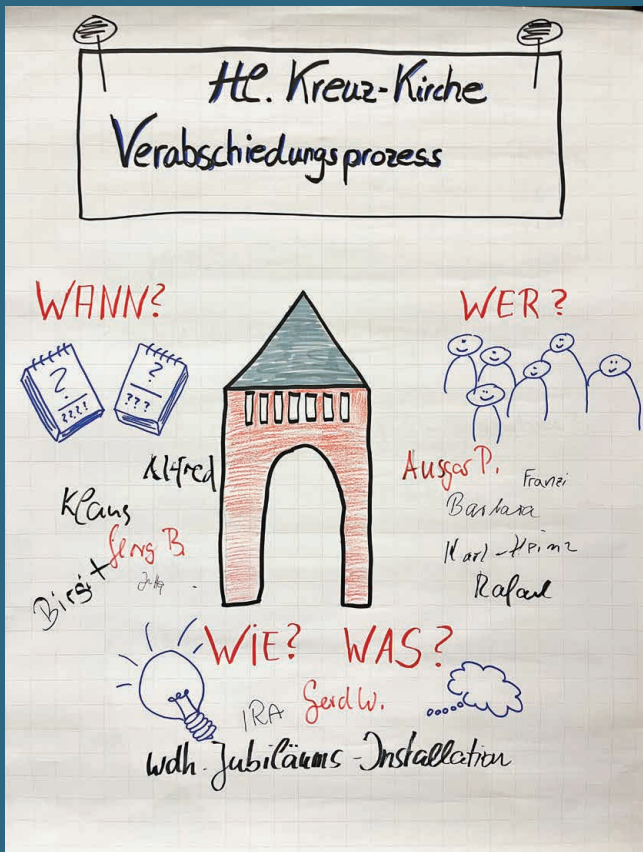 Hl. Kreuz-Kirche
Verabschiedungsprozess
WANN?
?
????
?
???
Alfred
Klaus
Jörg B.
Birgit
Jutta
WER?
Ansgar P.
Franzi
Barbara
Karl-Heinz
Rafael
WIE? WAS?
IRA Gerd W.
Wdh. Jubiläums-Installation